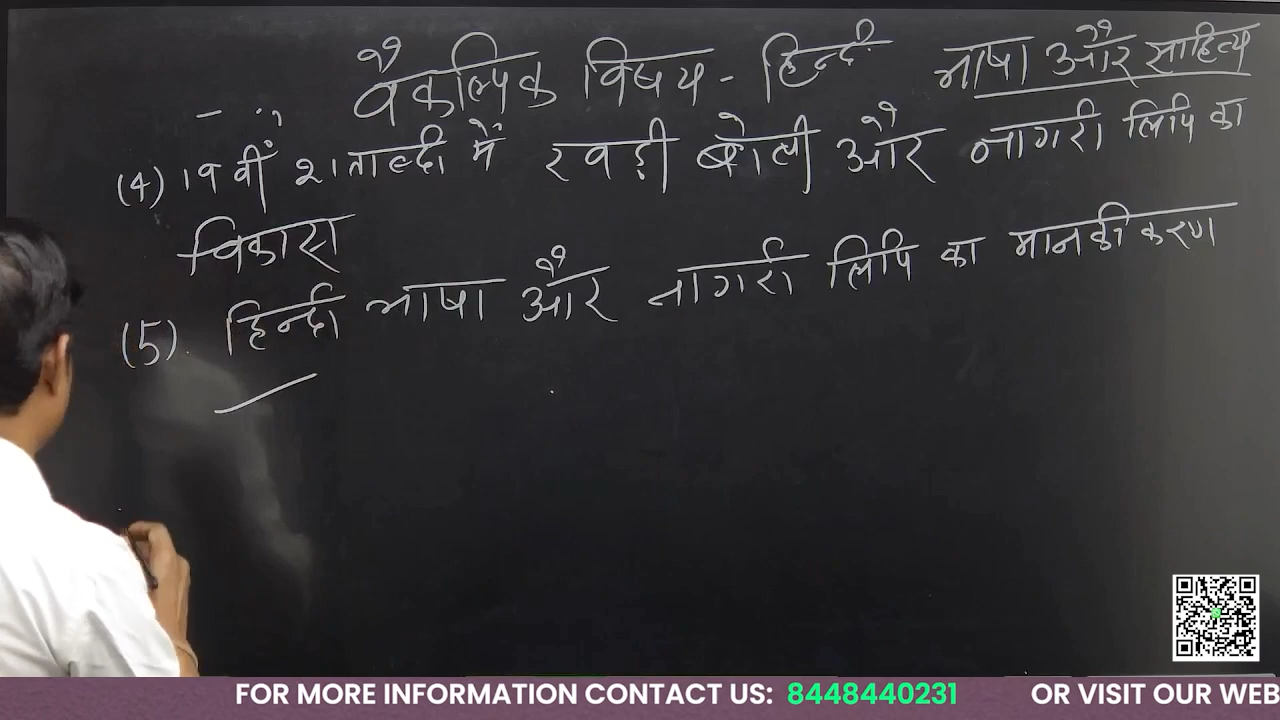 वैकल्पिक विषय - हिन्दी भाषा और साहित्य
(4) 19वीं शताब्दी में खड़ी बोली और नागरी लिपि का
विकास
(5) हिन्दी भाषा और नागरी लिपि का मानकीकरण
FOR MORE INFORMATION CONTACT US: 8448440231 OR VISIT OUR WEB